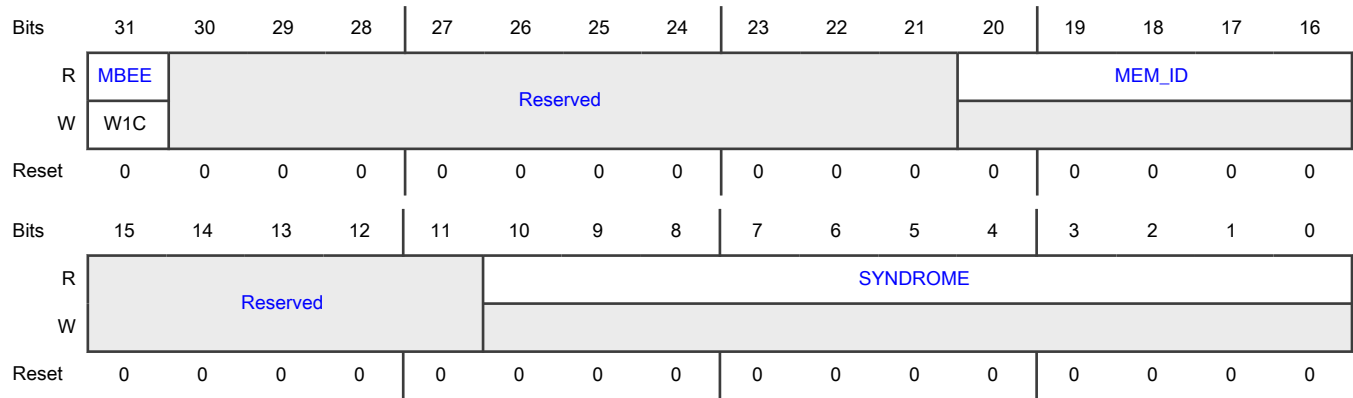 Bits 31 30 29 28 27 26 25 24 23 22 21 20 19 18 17 16
R MBEE Reserved MEM_ID
W W1C
Reset 0 0 0 0 0 0 0 0 0 0 0 0 0 0 0 0
Bits 15 14 13 12 11 10 9 8 7 6 5 4 3 2 1 0
R Reserved SYNDROME
W
Reset 0 0 0 0 0 0 0 0 0 0 0 0 0 0 0 0